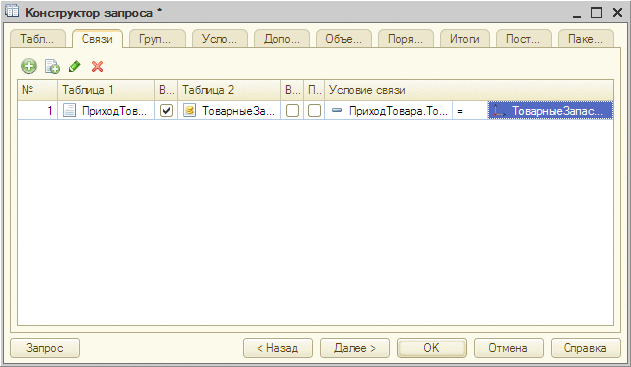 Конструктор запроса *
Табл... Связи Груп... Усло... Допо... Объе... Поря... Итоги Пост... Паке...
№ Таблица 1 В... Таблица 2 В... П... Условие связи
1 ПриходТов... ТоварныеЗа... ПриходТовара.То... = ТоварныеЗапас...
Запрос < Назад Далее > OK Отмена Справка